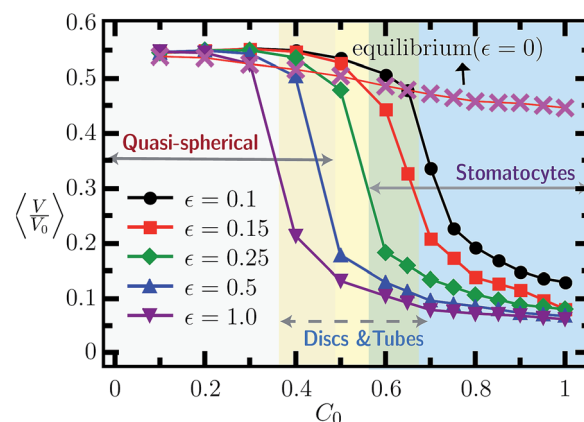 0.6
equilibrium(ϵ = 0)
0.5
0.4
Quasi-spherical
⟨V/V₀⟩
0.3
Stomatocytes
ϵ = 0.1
ϵ = 0.15
0.2
ϵ = 0.25
0.1
ϵ = 0.5
ϵ = 1.0
Discs & Tubes
0
0 0.2 0.4 0.6 0.8 1
C₀